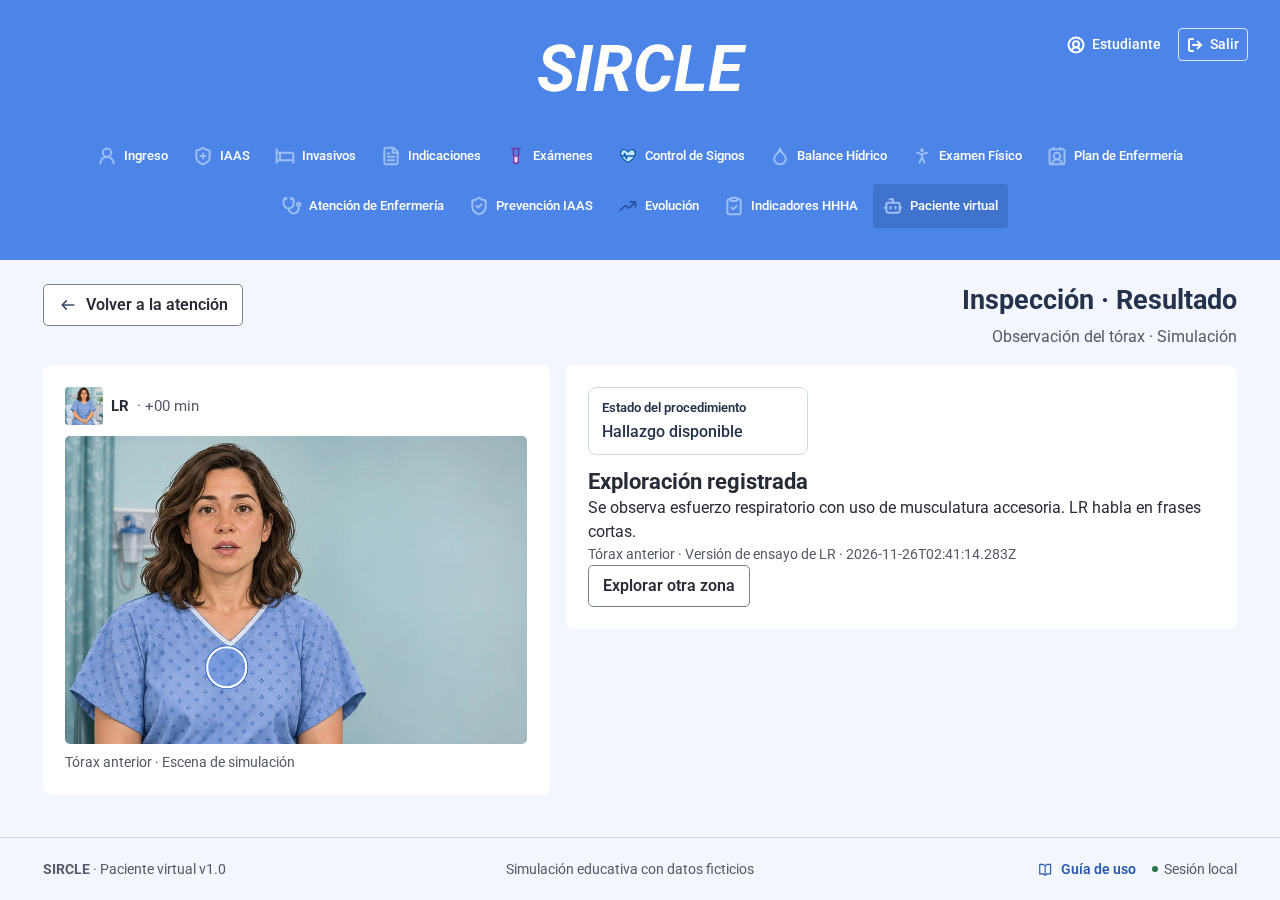 SIRCLE
Estudiante
Salir
Ingreso
IAAS
Invasivos
Indicaciones
Exámenes
Control de Signos
Balance Hídrico
Examen Físico
Plan de Enfermería
Atención de Enfermería
Prevención IAAS
Evolución
Indicadores HHHA
Paciente virtual
Volver a la atención
Inspección · Resultado
Observación del tórax · Simulación
LR · +00 min
Tórax anterior · Escena de simulación
Estado del procedimiento
Hallazgo disponible
Exploración registrada
Se observa esfuerzo respiratorio con uso de musculatura accesoria. LR habla en frases
cortas.
Tórax anterior · Versión de ensayo de LR · 2026-11-26T02:41:14.283Z
Explorar otra zona
SIRCLE · Paciente virtual v1.0
Simulación educativa con datos ficticios
Guía de uso
Sesión local